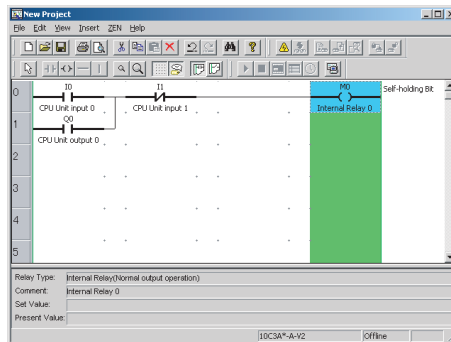 New Project
File Edit View Insert ZEN Help
0 I0 I1 M0 Self-holding Bit
CPU Unit input 0 CPU Unit input 1 Internal Relay 0
1 Q0
CPU Unit output 0
2
3
4
5
Relay Type: Internal Relay(Normal output operation)
Comment: Internal Relay 0
Set Value:
Present Value:
10C3A*-A-V2 Offline